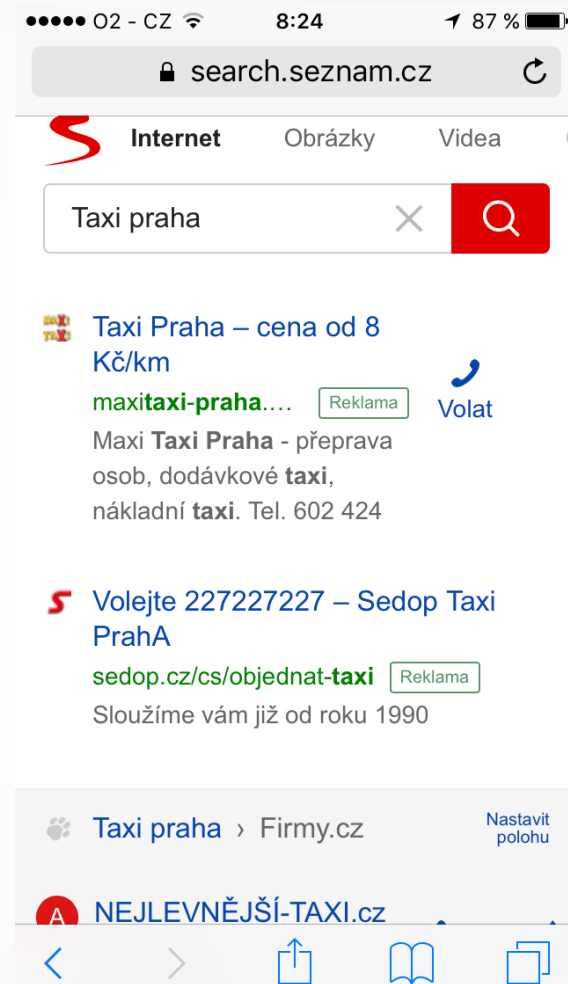 O2 - CZ 8:24 87 %
search.seznam.cz
Internet Obrázky Videa
Taxi praha
MAXI
TAXI
Taxi Praha – cena od 8
Kč/km
maxitaxi-praha.... Reklama
Volat
Maxi Taxi Praha - přeprava
osob, dodávkové taxi,
nákladní taxi. Tel. 602 424
Volejte 227227227 – Sedop Taxi
PrahA
sedop.cz/cs/objednat-taxi Reklama
Sloužíme vám již od roku 1990
Taxi praha › Firmy.cz
Nastavit
polohu
A NEJLEVNĚJŠÍ-TAXI.cz